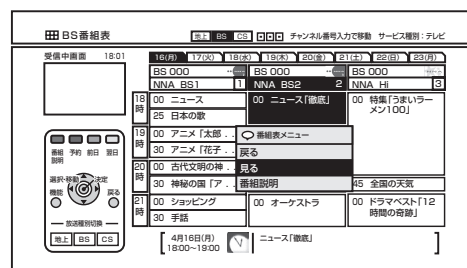 BS番組表
地上 BS CS チャンネル番号入力で移動 サービス種別：テレビ
受信中画面 18:01
16(月) 17(火) 18(水) 19(木) 20(金) 21(土) 22(日) 23(月)
BS 000 BS 000 BS 000
NNA BS1 1 NNA BS2 2 NNA Hi 3
18時
00 ニュース
25 日本の歌
00 ニュース「徹底」
00 特集「うまいラーメン100」
19時
00 アニメ「太郎．．
30 アニメ「花子．．
20時
00 古代文明の神．．
30 神秘の国「ア．．
番組表メニュー
戻る
見る
番組説明
45 全国の天気
21時
00 ショッピング
30 手話
00 オーケストラ
00 ドラマベスト「12時間の奇跡」
番組説明 予約 前日 翌日
選択・移動 決定
機能 戻る
放送種別切換
地上 BS CS
4月16日(月)
18:00～19:00
ニュース「徹底」